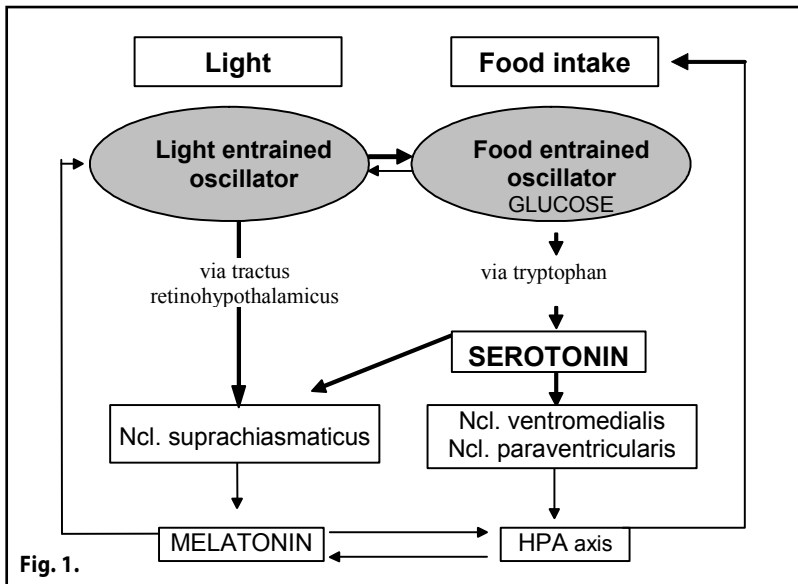 Light
Food intake
Light entrained
oscillator
Food entrained
oscillator
GLUCOSE
via tractus
retinohypothalamicus
via tryptophan
SEROTONIN
Ncl. suprachiasmaticus
Ncl. ventromedialis
Ncl. paraventricularis
MELATONIN
HPA axis
Fig. 1.